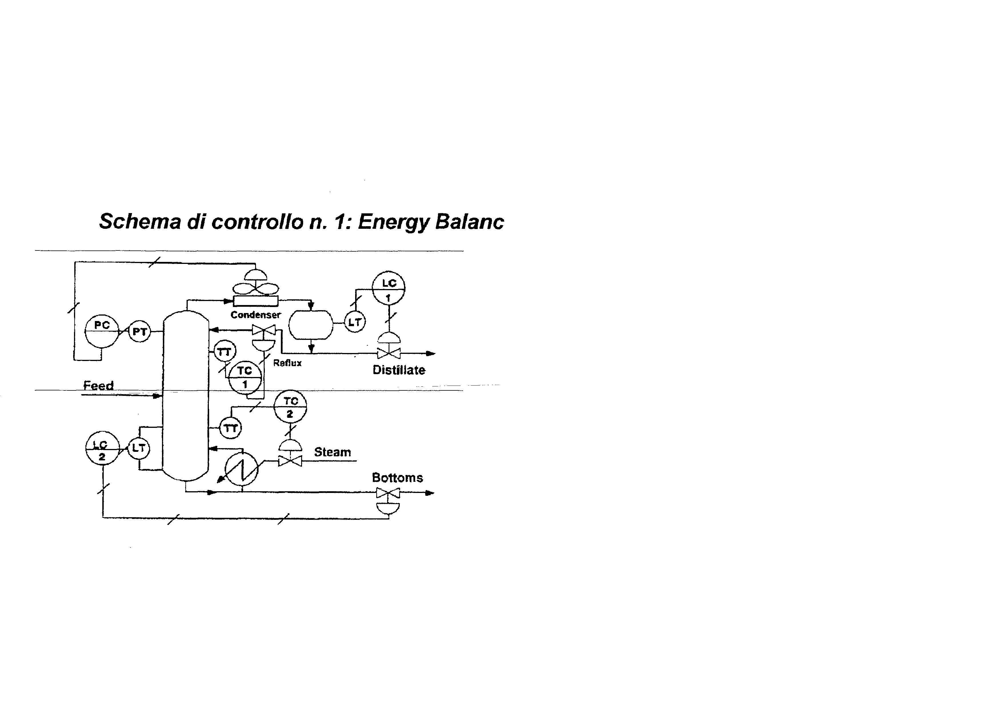 Schema di controllo n. 1: Energy Balanc
LC
1
Condenser
PC
PT
LT
TT
Reflux
TC
1
Distillate
Feed
TC
2
TT
LC
2
LT
Steam
Bottoms